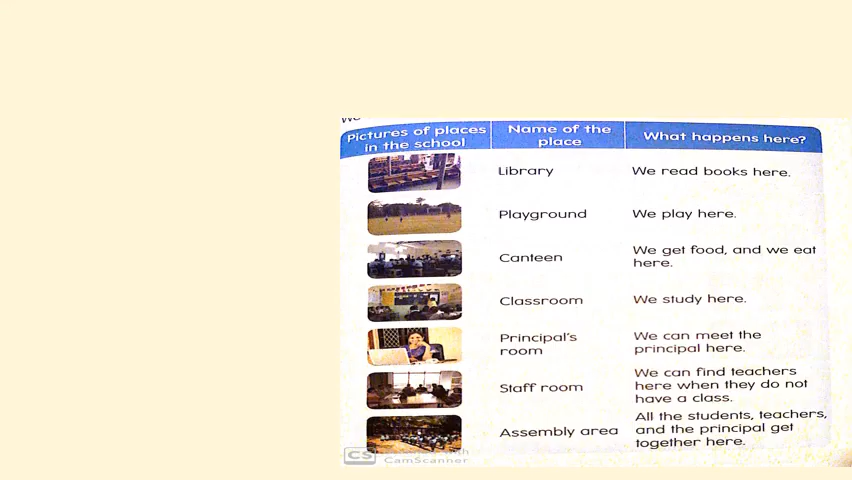 Pictures of places in the school
Name of the place
What happens here?
Library
We read books here.
Playground
We play here.
Canteen
We get food, and we eat
here.
Classroom
We study here.
Principal's
room
We can meet the
principal here.
Staff room
We can find teachers
here when they do not
have a class.
Assembly area
All the students, teachers,
and the principal get
together here.
CS
CamScanner